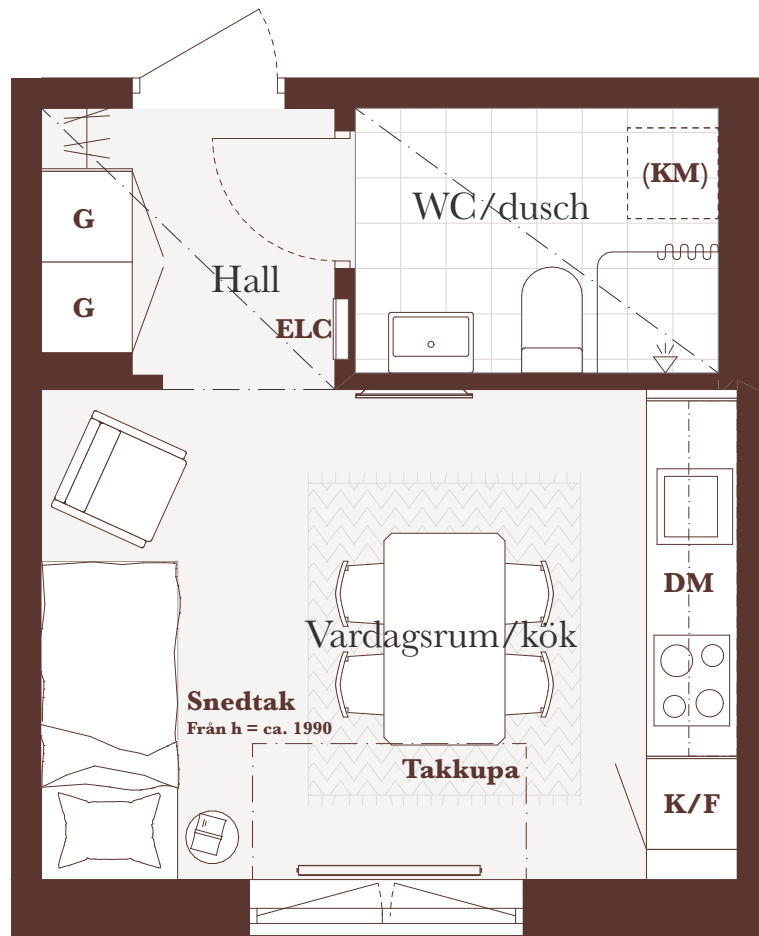 (KM)
WC/dusch
G
Hall
G
ELC
DM
Vardagsrum/kök
Snedtak
Från h = ca. 1990
Takkupa
K/F